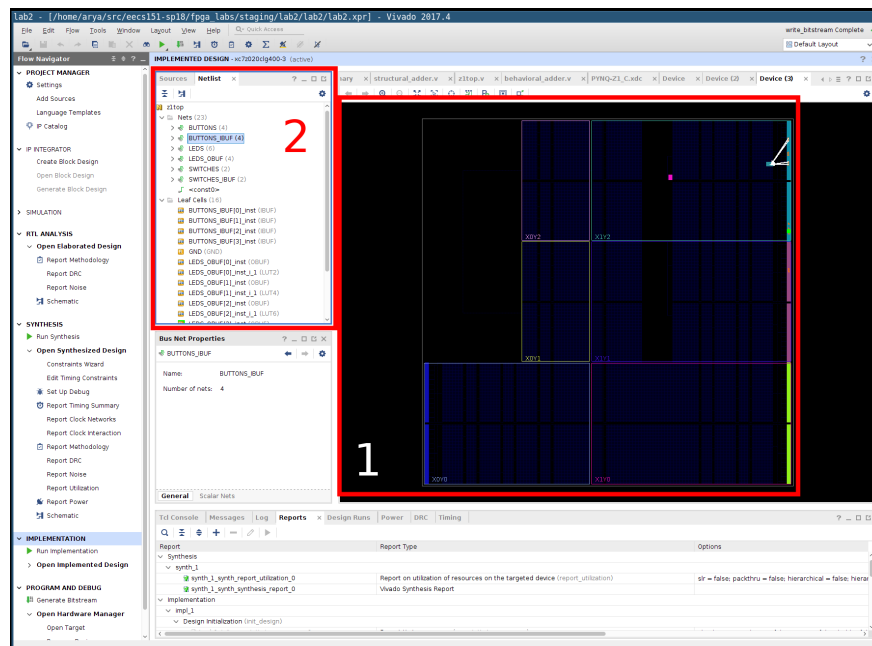 lab2 - [/home/arya/src/eecs151-sp18/fpga_labs/staging/lab2/lab2/lab2.xpr] - Vivado 2017.4
File Edit Flow Tools Window Layout View Help Quick Access
write_bitstream Complete
Default Layout
Flow Navigator
IMPLEMENTED DESIGN - xc7z020clg400-3 (active)
PROJECT MANAGER
Settings
Add Sources
Language Templates
IP Catalog
IP INTEGRATOR
Create Block Design
Open Block Design
Generate Block Design
SIMULATION
RTL ANALYSIS
Open Elaborated Design
Report Methodology
Report DRC
Report Noise
Schematic
SYNTHESIS
Run Synthesis
Open Synthesized Design
Constraints Wizard
Edit Timing Constraints
Set Up Debug
Report Timing Summary
Report Clock Networks
Report Clock Interaction
Report Methodology
Report DRC
Report Noise
Report Utilization
Report Power
Schematic
IMPLEMENTATION
Run Implementation
Open Implemented Design
PROGRAM AND DEBUG
Generate Bitstream
Open Hardware Manager
Open Target
Sources Netlist
z1top
Nets (23)
BUTTONS (4)
BUTTONS_IBUF (4)
LEDS (6)
LEDS_OBUF (4)
SWITCHES (2)
SWITCHES_IBUF (2)
<const0>
Leaf Cells (16)
BUTTONS_IBUF[0]_inst (IBUF)
BUTTONS_IBUF[1]_inst (IBUF)
BUTTONS_IBUF[2]_inst (IBUF)
BUTTONS_IBUF[3]_inst (IBUF)
GND (GND)
LEDS_OBUF[0]_inst (OBUF)
LEDS_OBUF[0]_inst_i_1 (LUT2)
LEDS_OBUF[1]_inst (OBUF)
LEDS_OBUF[1]_inst_i_1 (LUT4)
LEDS_OBUF[2]_inst (OBUF)
LEDS_OBUF[2]_inst_i_1 (LUT6)
2
Bus Net Properties
BUTTONS_IBUF
Name: BUTTONS_IBUF
Number of nets: 4
General Scalar Nets
mary structural_adder.v z1top.v behavioral_adder.v PYNQ-Z1_C.xdc Device Device (2) Device (3)
X0Y2 X1Y2
X0Y1 X1Y1
X0Y0 X1Y0
1
Tcl Console Messages Log Reports Design Runs Power DRC Timing
Report Report Type Options
Synthesis
synth_1
synth_1_synth_report_utilization_0 Report on utilization of resources on the targeted device (report_utilization) slr = false; packthru = false; hierarchical = false; hierar
synth_1_synth_synthesis_report_0 Vivado Synthesis Report
Implementation
impl_1
Design Initialization (init_design)